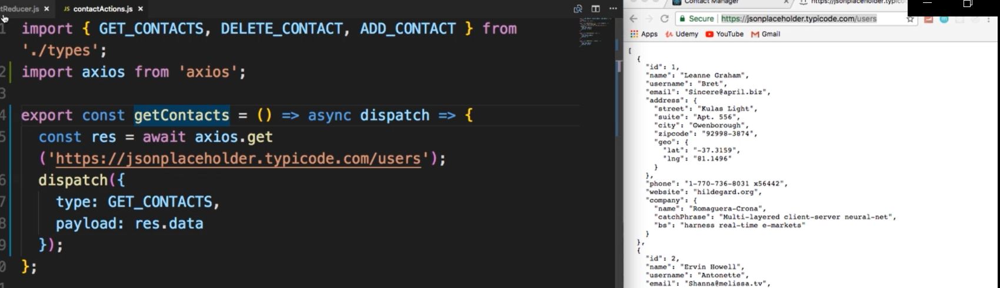 tReducer.js
JS contactActions.js
1 import { GET_CONTACTS, DELETE_CONTACT, ADD_CONTACT } from
'./types';
2 import axios from 'axios';
3
4 export const getContacts = () => async dispatch => {
5 const res = await axios.get
('https://jsonplaceholder.typicode.com/users');
6 dispatch({
7 type: GET_CONTACTS,
8 payload: res.data
9 });
0 };
Contact Manager
https://jsonplaceholder.typico
Secure https://jsonplaceholder.typicode.com/users
Apps Udemy YouTube Gmail
[
{
"id": 1,
"name": "Leanne Graham",
"username": "Bret",
"email": "Sincere@april.biz",
"address": {
"street": "Kulas Light",
"suite": "Apt. 556",
"city": "Gwenborough",
"zipcode": "92998-3874",
"geo": {
"lat": "-37.3159",
"lng": "81.1496"
}
},
"phone": "1-770-736-8031 x56442",
"website": "hildegard.org",
"company": {
"name": "Romaguera-Crona",
"catchPhrase": "Multi-layered client-server neural-net",
"bs": "harness real-time e-markets"
}
},
{
"id": 2,
"name": "Ervin Howell",
"username": "Antonette",
"email": "Shanna@melissa.tv",